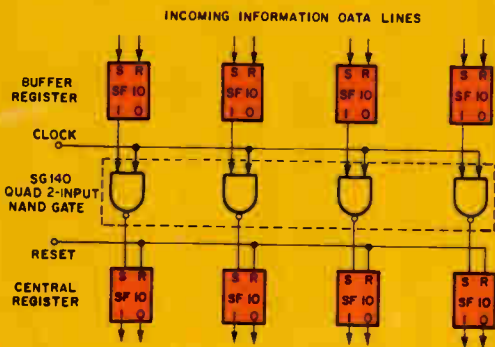 INCOMING INFORMATION DATA LINES
S R S R S R S R
BUFFER REGISTER
SF 10 SF 10 SF 10 SF 10
1 0 1 0 1 0 1 0
CLOCK
SG140
QUAD 2-INPUT
NAND GATE
RESET
S R S R S R S R
CENTRAL REGISTER
SF 10 SF 10 SF 10 SF 10
1 0 1 0 1 0 1 0